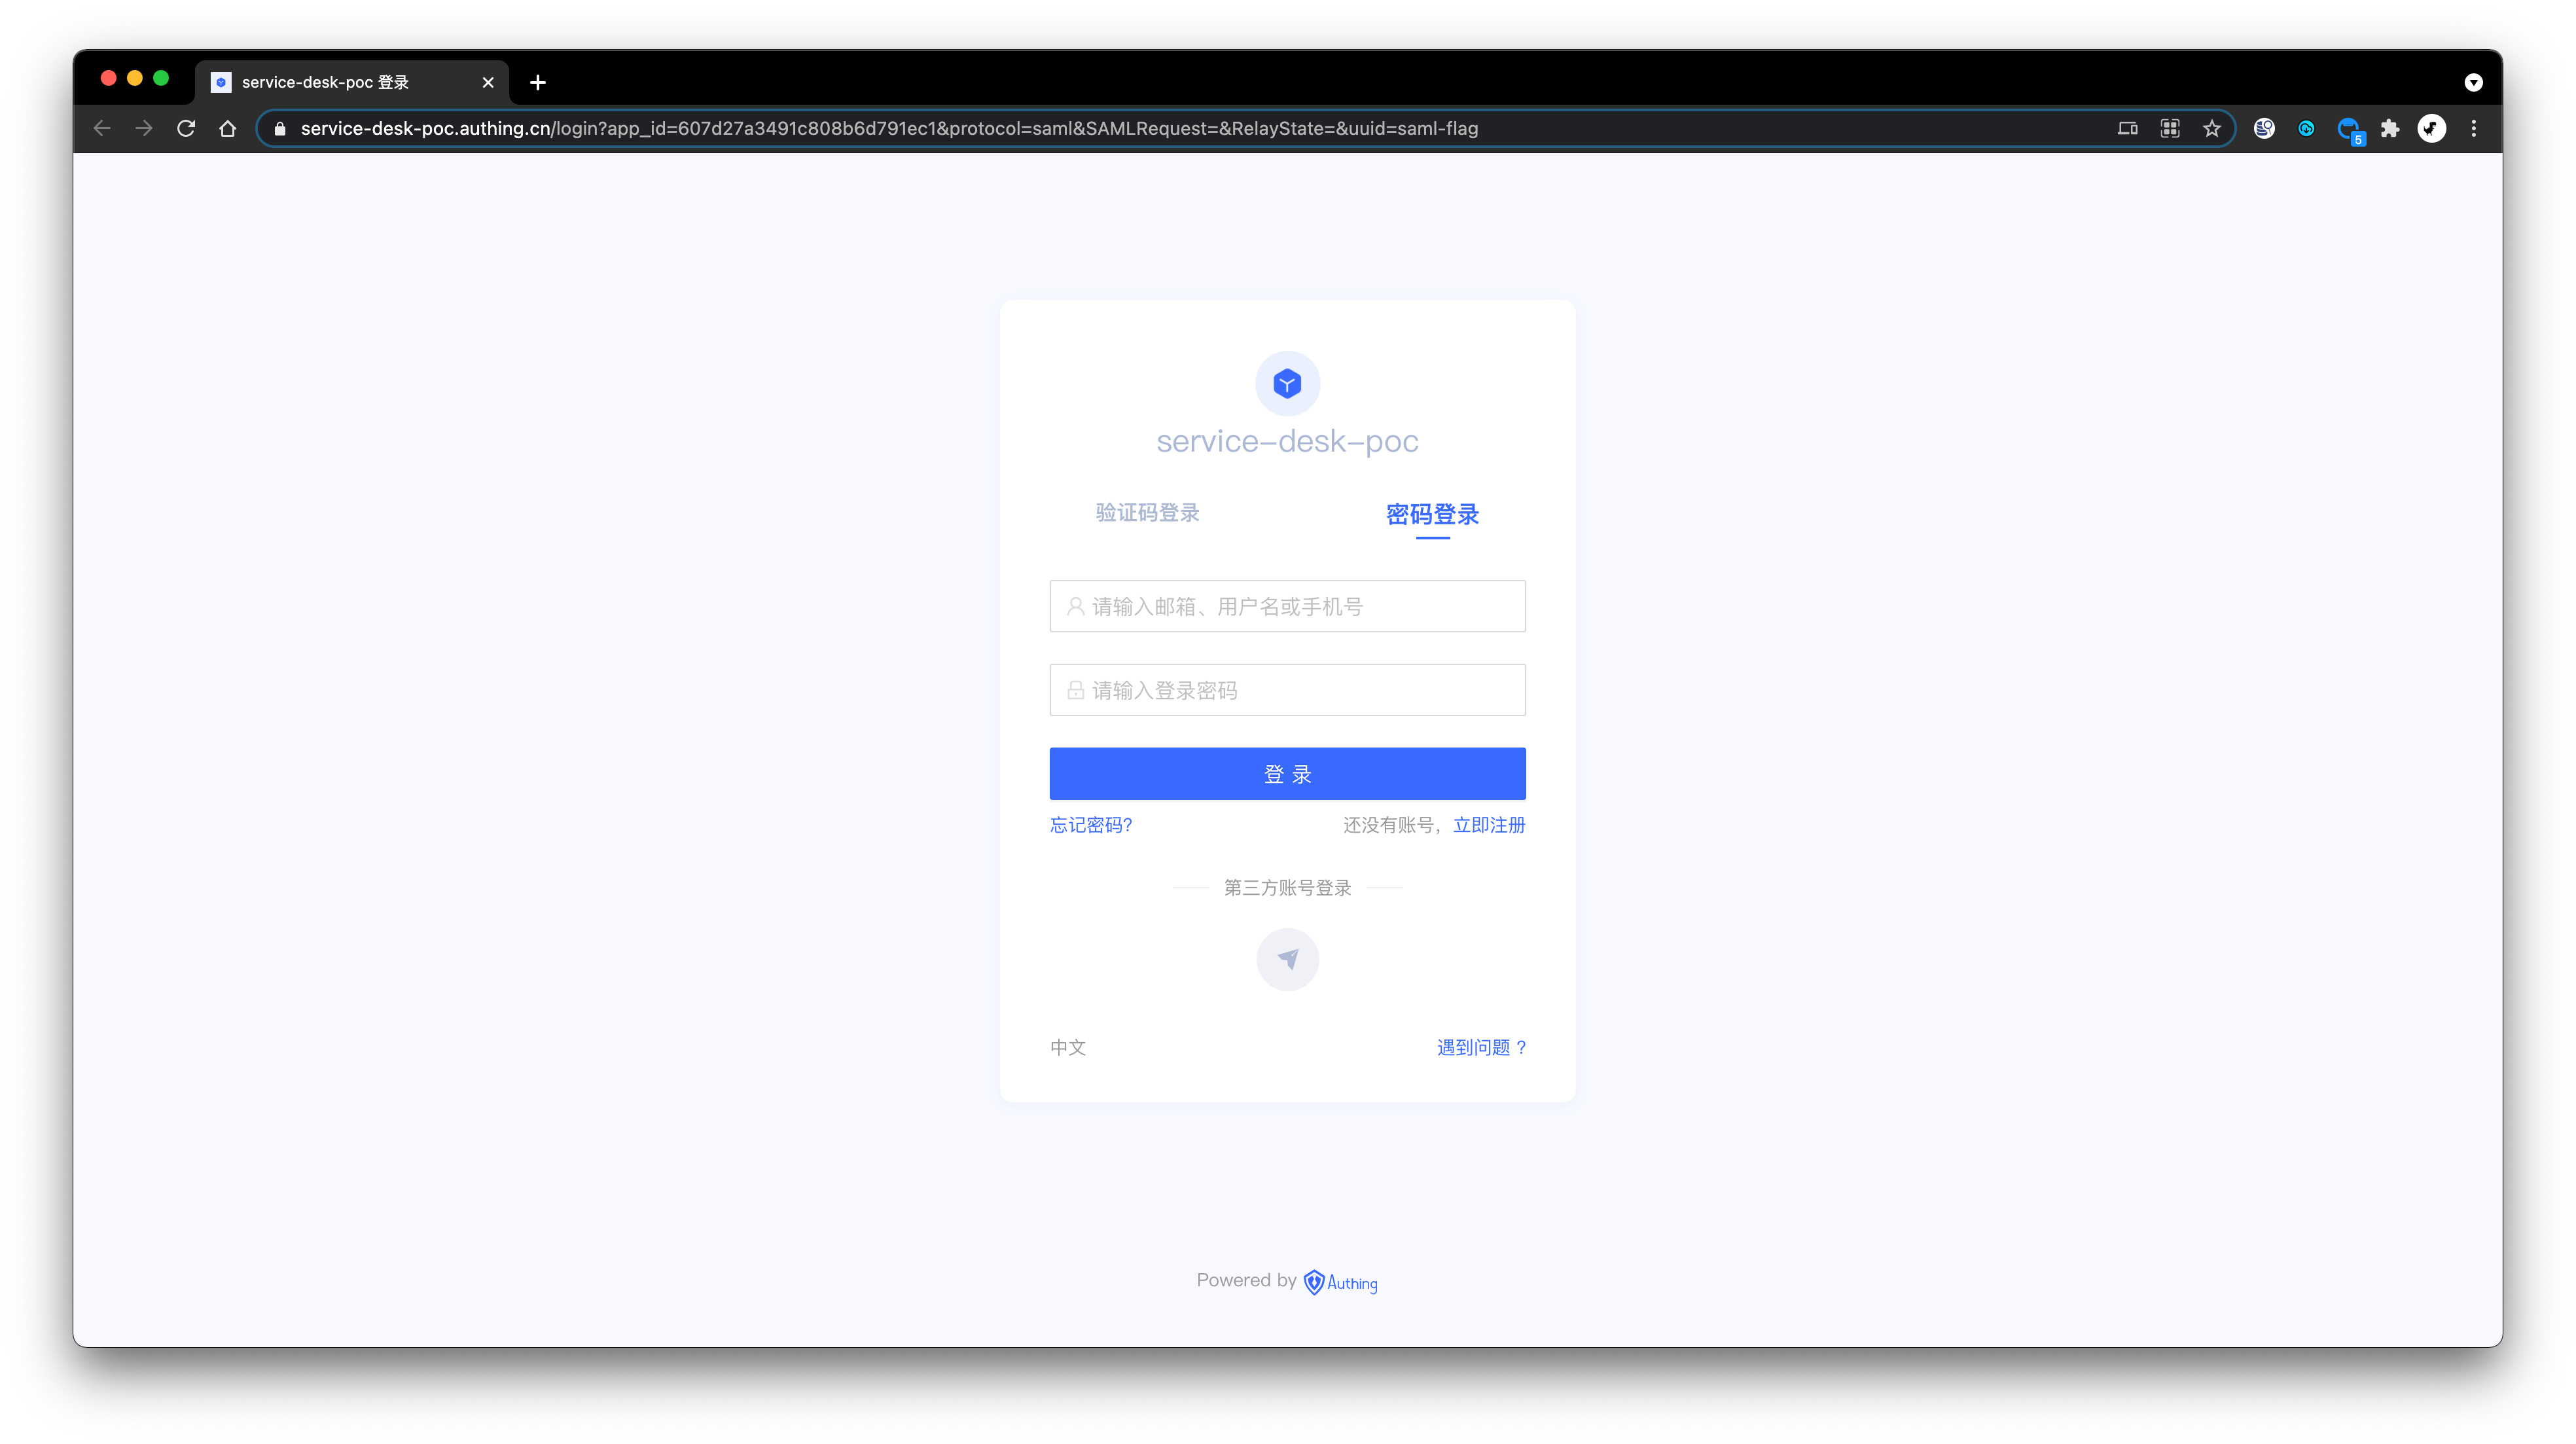 service-desk-poc 登录
service-desk-poc.authing.cn/login?app_id=607d27a3491c808b6d791ec1&protocol=saml&SAMLRequest=&RelayState=&uuid=saml-flag
5
service-desk-poc
验证码登录
密码登录
请输入邮箱、用户名或手机号
请输入登录密码
登 录
忘记密码?
还没有账号，立即注册
第三方账号登录
中文
遇到问题 ?
Powered by Authing